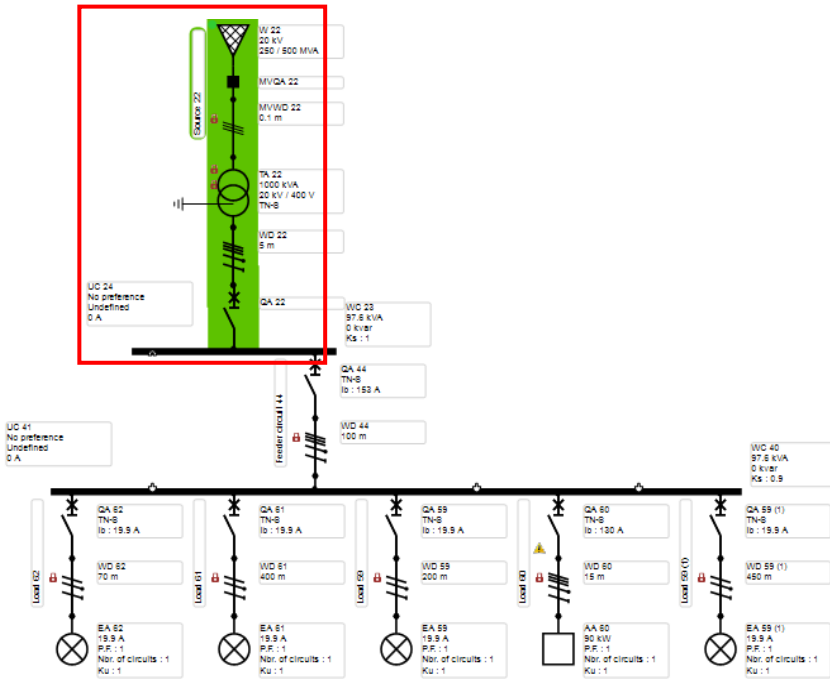 W 22
20 kV
250 / 500 MVA
MVQA 22
Source 22
MVWD 22
0.1 m
TA 22
1000 kVA
20 kV / 400 V
TN-S
WD 22
5 m
UC 24
No preference
Undefined
0 A
QA 22
WC 23
97.6 kVA
0 kvar
Ks : 1
QA 44
TN-S
Ib : 153 A
Feeder circuit 44
WD 44
100 m
UC 41
No preference
Undefined
0 A
WC 40
97.6 kVA
0 kvar
Ks : 0.9
QA 62
TN-S
Ib : 19.9 A
QA 61
TN-S
Ib : 19.9 A
QA 59
TN-S
Ib : 19.9 A
QA 60
TN-S
Ib : 130 A
QA 59 (1)
TN-S
Ib : 19.9 A
Load 62
WD 62
70 m
Load 61
WD 61
400 m
Load 59
WD 59
200 m
Load 60
WD 60
15 m
Load 59 (1)
WD 59 (1)
450 m
EA 62
19.9 A
P.F. : 1
Nbr. of circuits : 1
Ku : 1
EA 61
19.9 A
P.F. : 1
Nbr. of circuits : 1
Ku : 1
EA 59
19.9 A
P.F. : 1
Nbr. of circuits : 1
Ku : 1
AA 60
90 kW
P.F. : 1
Nbr. of circuits : 1
Ku : 1
EA 59 (1)
19.9 A
P.F. : 1
Nbr. of circuits : 1
Ku : 1